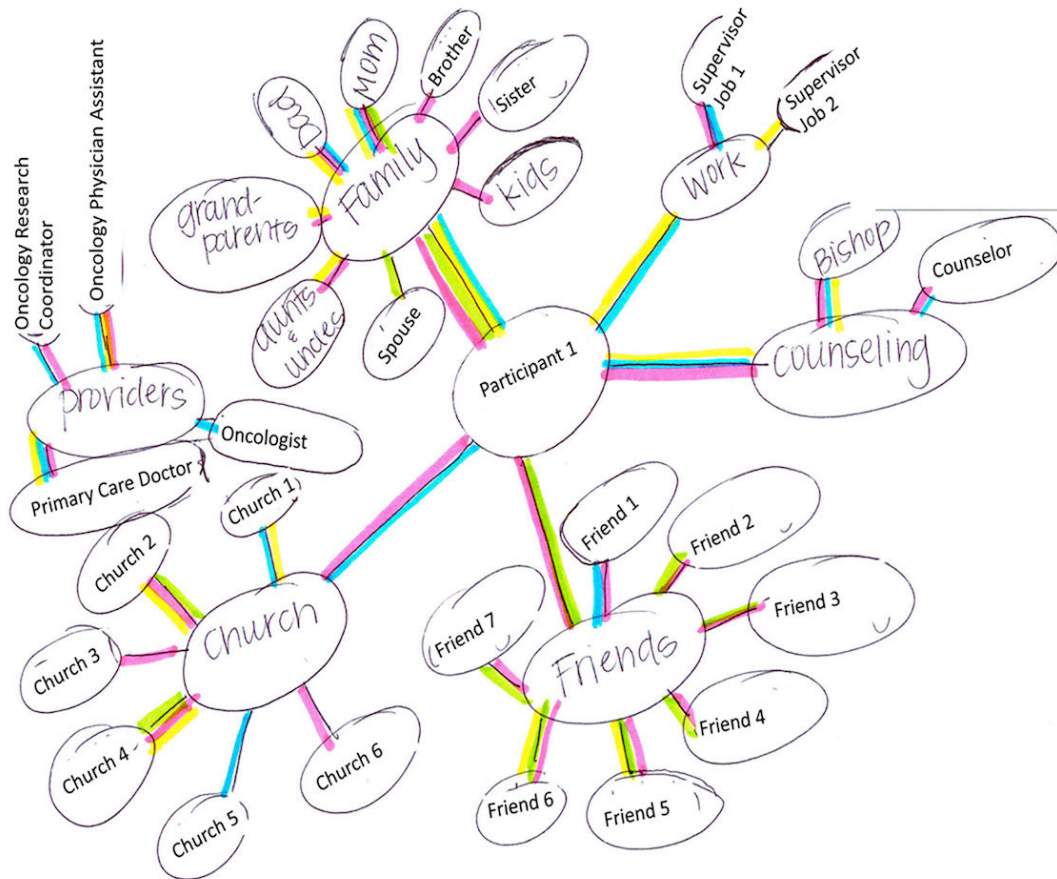 Oncology Research
Coordinator
Oncology Physician Assistant
Dad
Mom
Brother
Sister
Kids
Family
grand-
parents
aunts
&
uncles
Spouse
Supervisor
Job 1
Supervisor
Job 2
Work
Bishop
Counselor
Counseling
Participant 1
Providers
Oncologist
Primary Care Doctor
Church 1
Church 2
Church 3
Church 4
Church 5
Church 6
Church
Friend 1
Friend 2
Friend 3
Friend 4
Friend 5
Friend 6
Friend 7
Friends